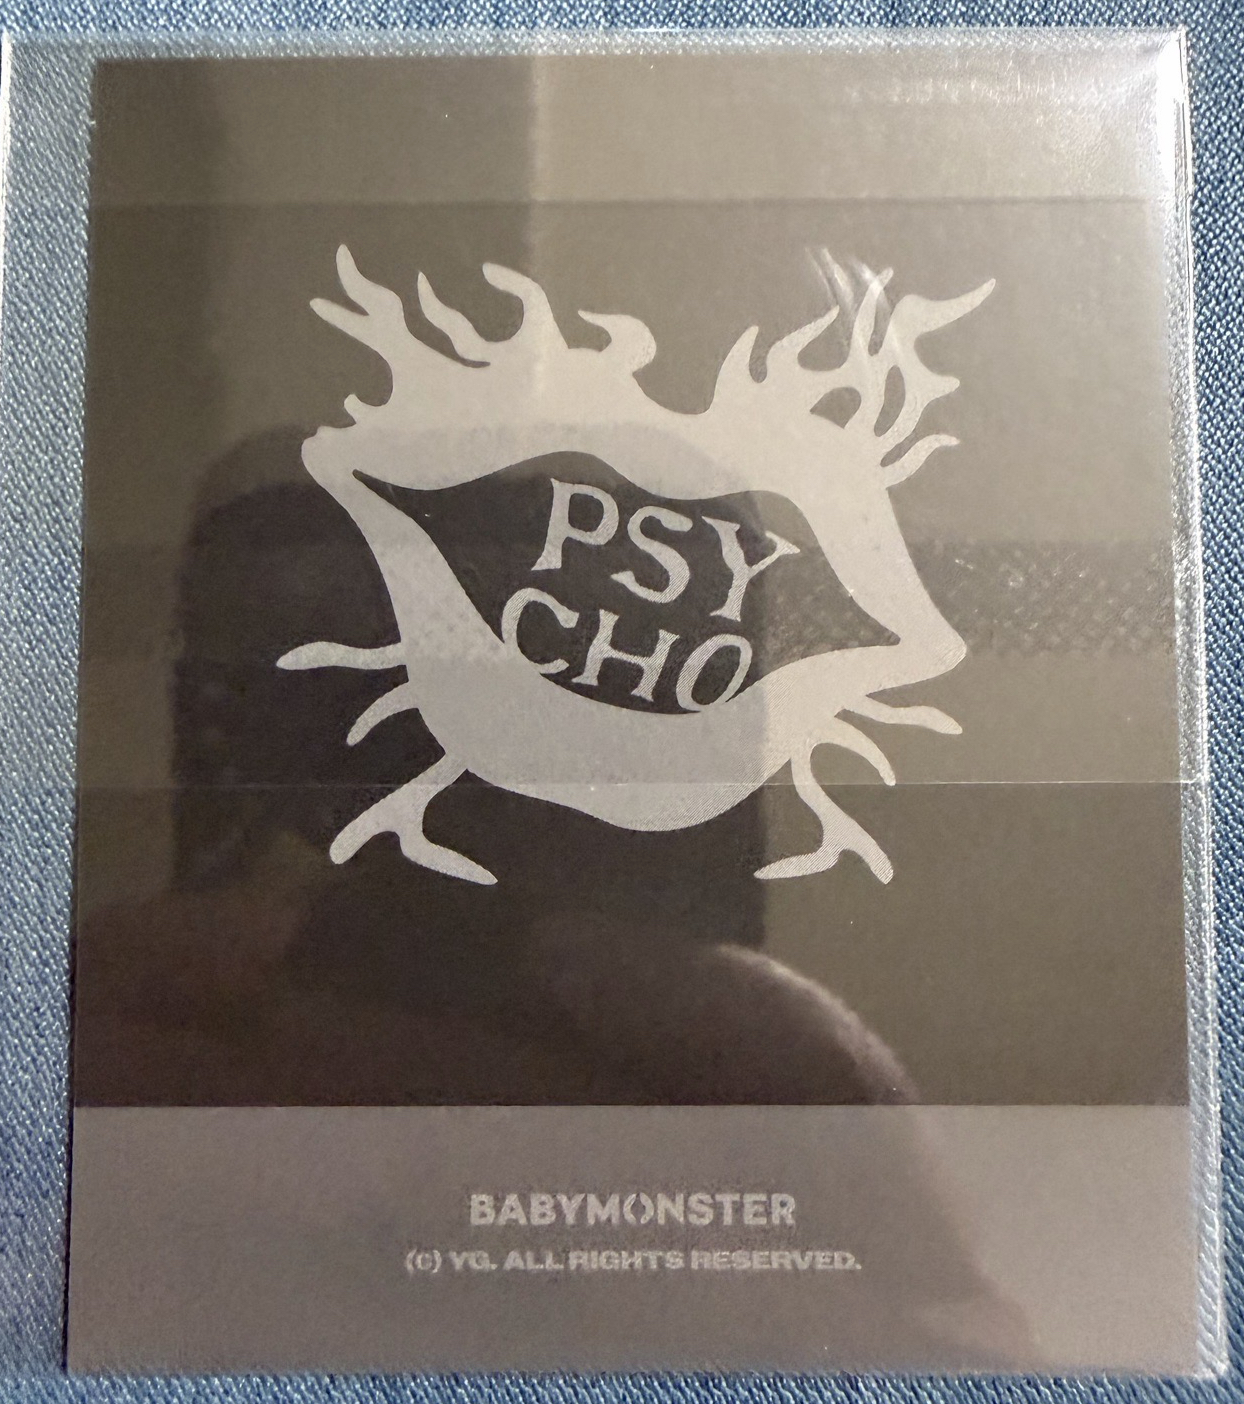 PSY
CHO
BABYMONSTER
(c) YG. ALL RIGHTS RESERVED.